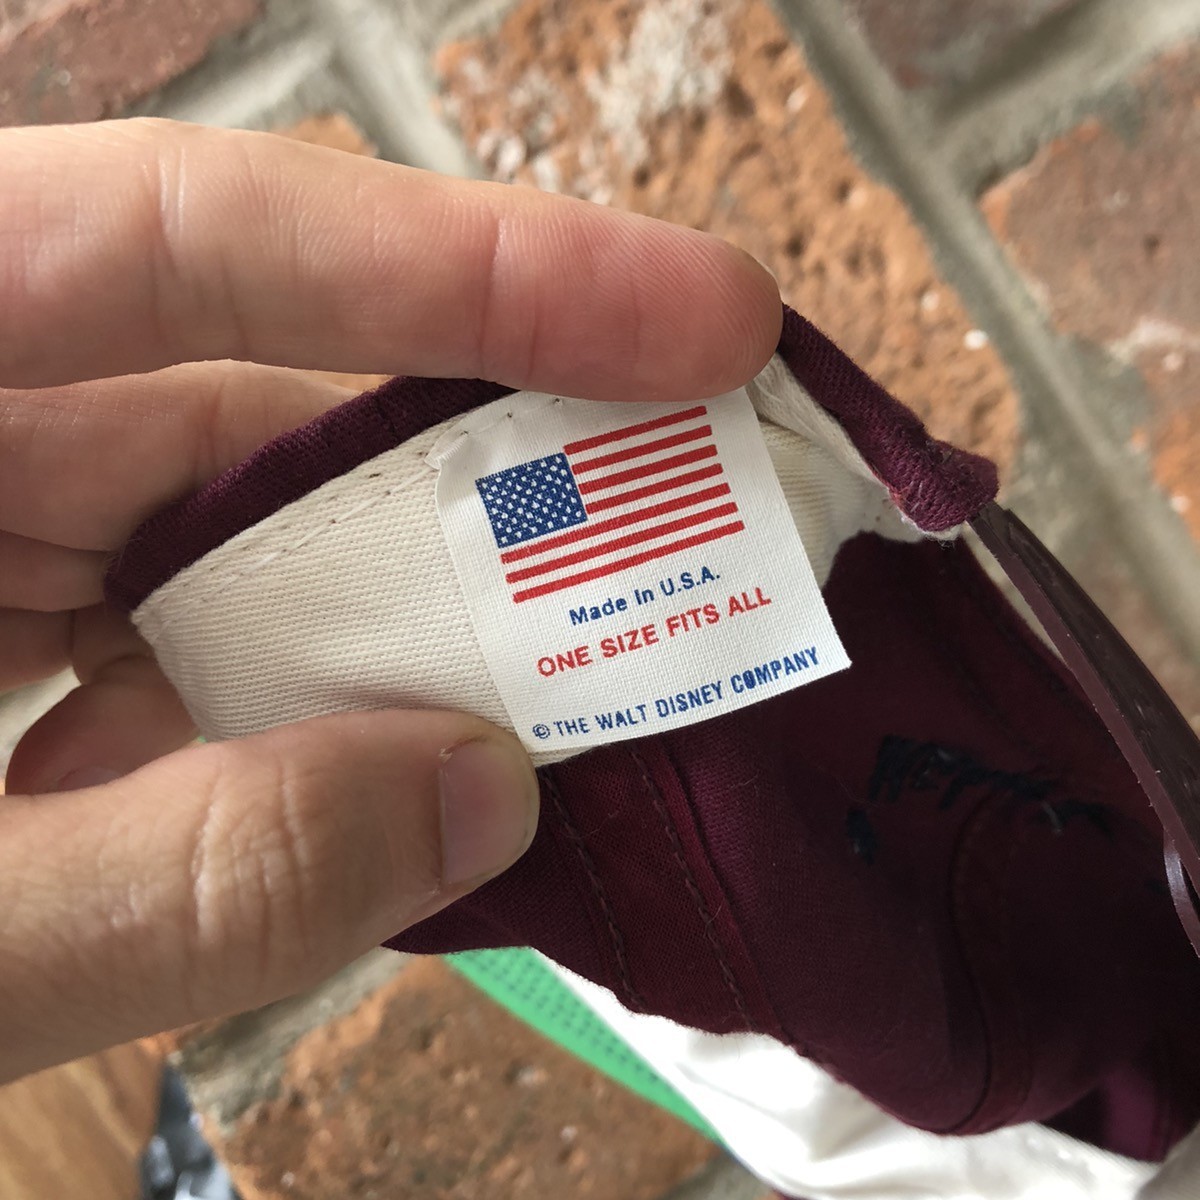 Made In U.S.A.
ONE SIZE FITS ALL
© THE WALT DISNEY COMPANY